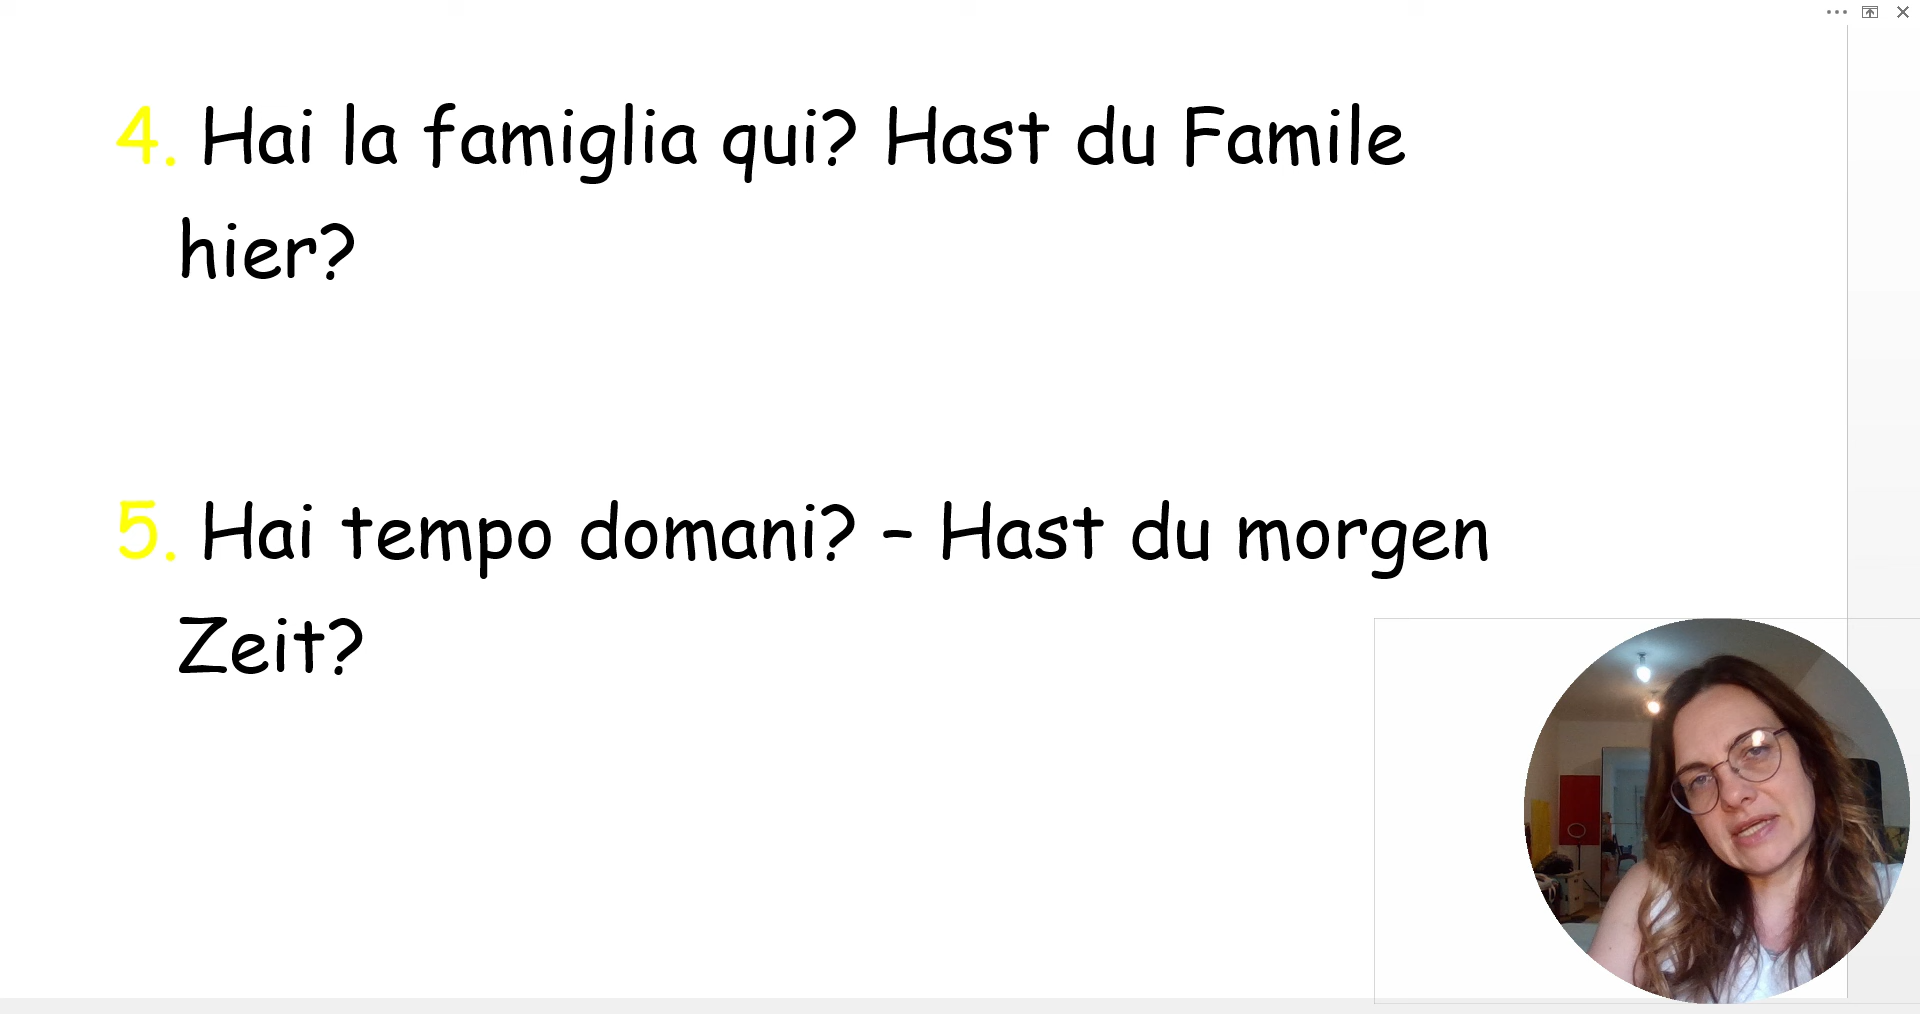 4. Hai la famiglia qui? Hast du Famile
hier?
5. Hai tempo domani? – Hast du morgen
Zeit?